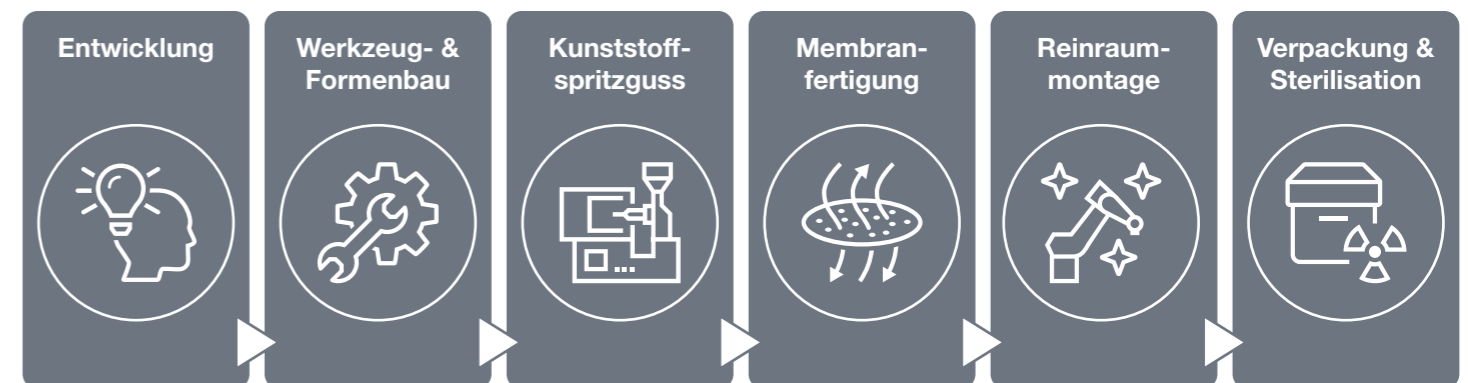 Entwicklung
Werkzeug- &
Formenbau
Kunststoff-
spritzguss
Membran-
fertigung
Reinraum-
montage
Verpackung &
Sterilisation